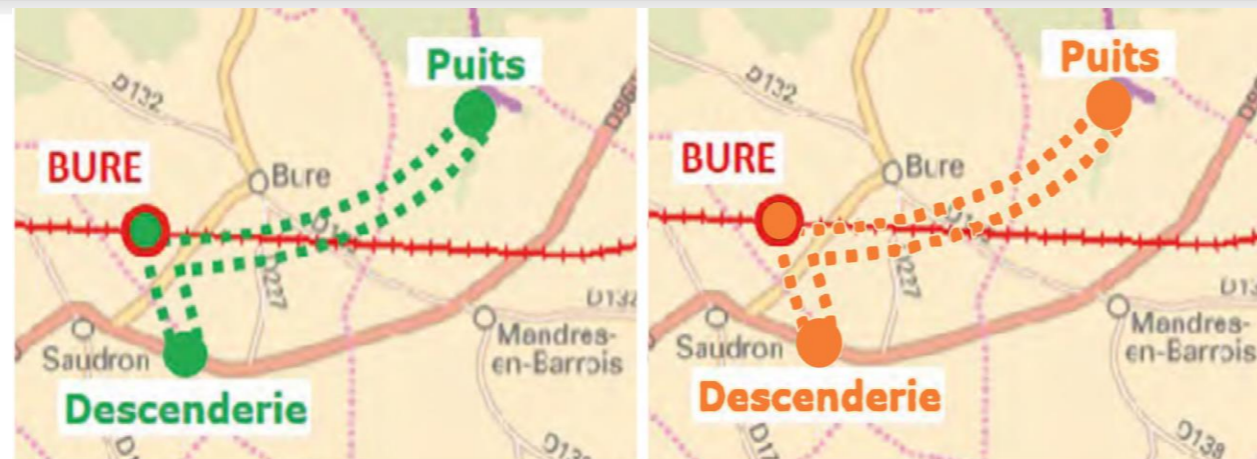 Puits
D132
BURE
Bure
D227
D132
Saudron
Mandres-
en-Barrois
Descenderie
Puits
D132
BURE
Bure
Saudron
Mandres-
en-Barrois
Descenderie
D138